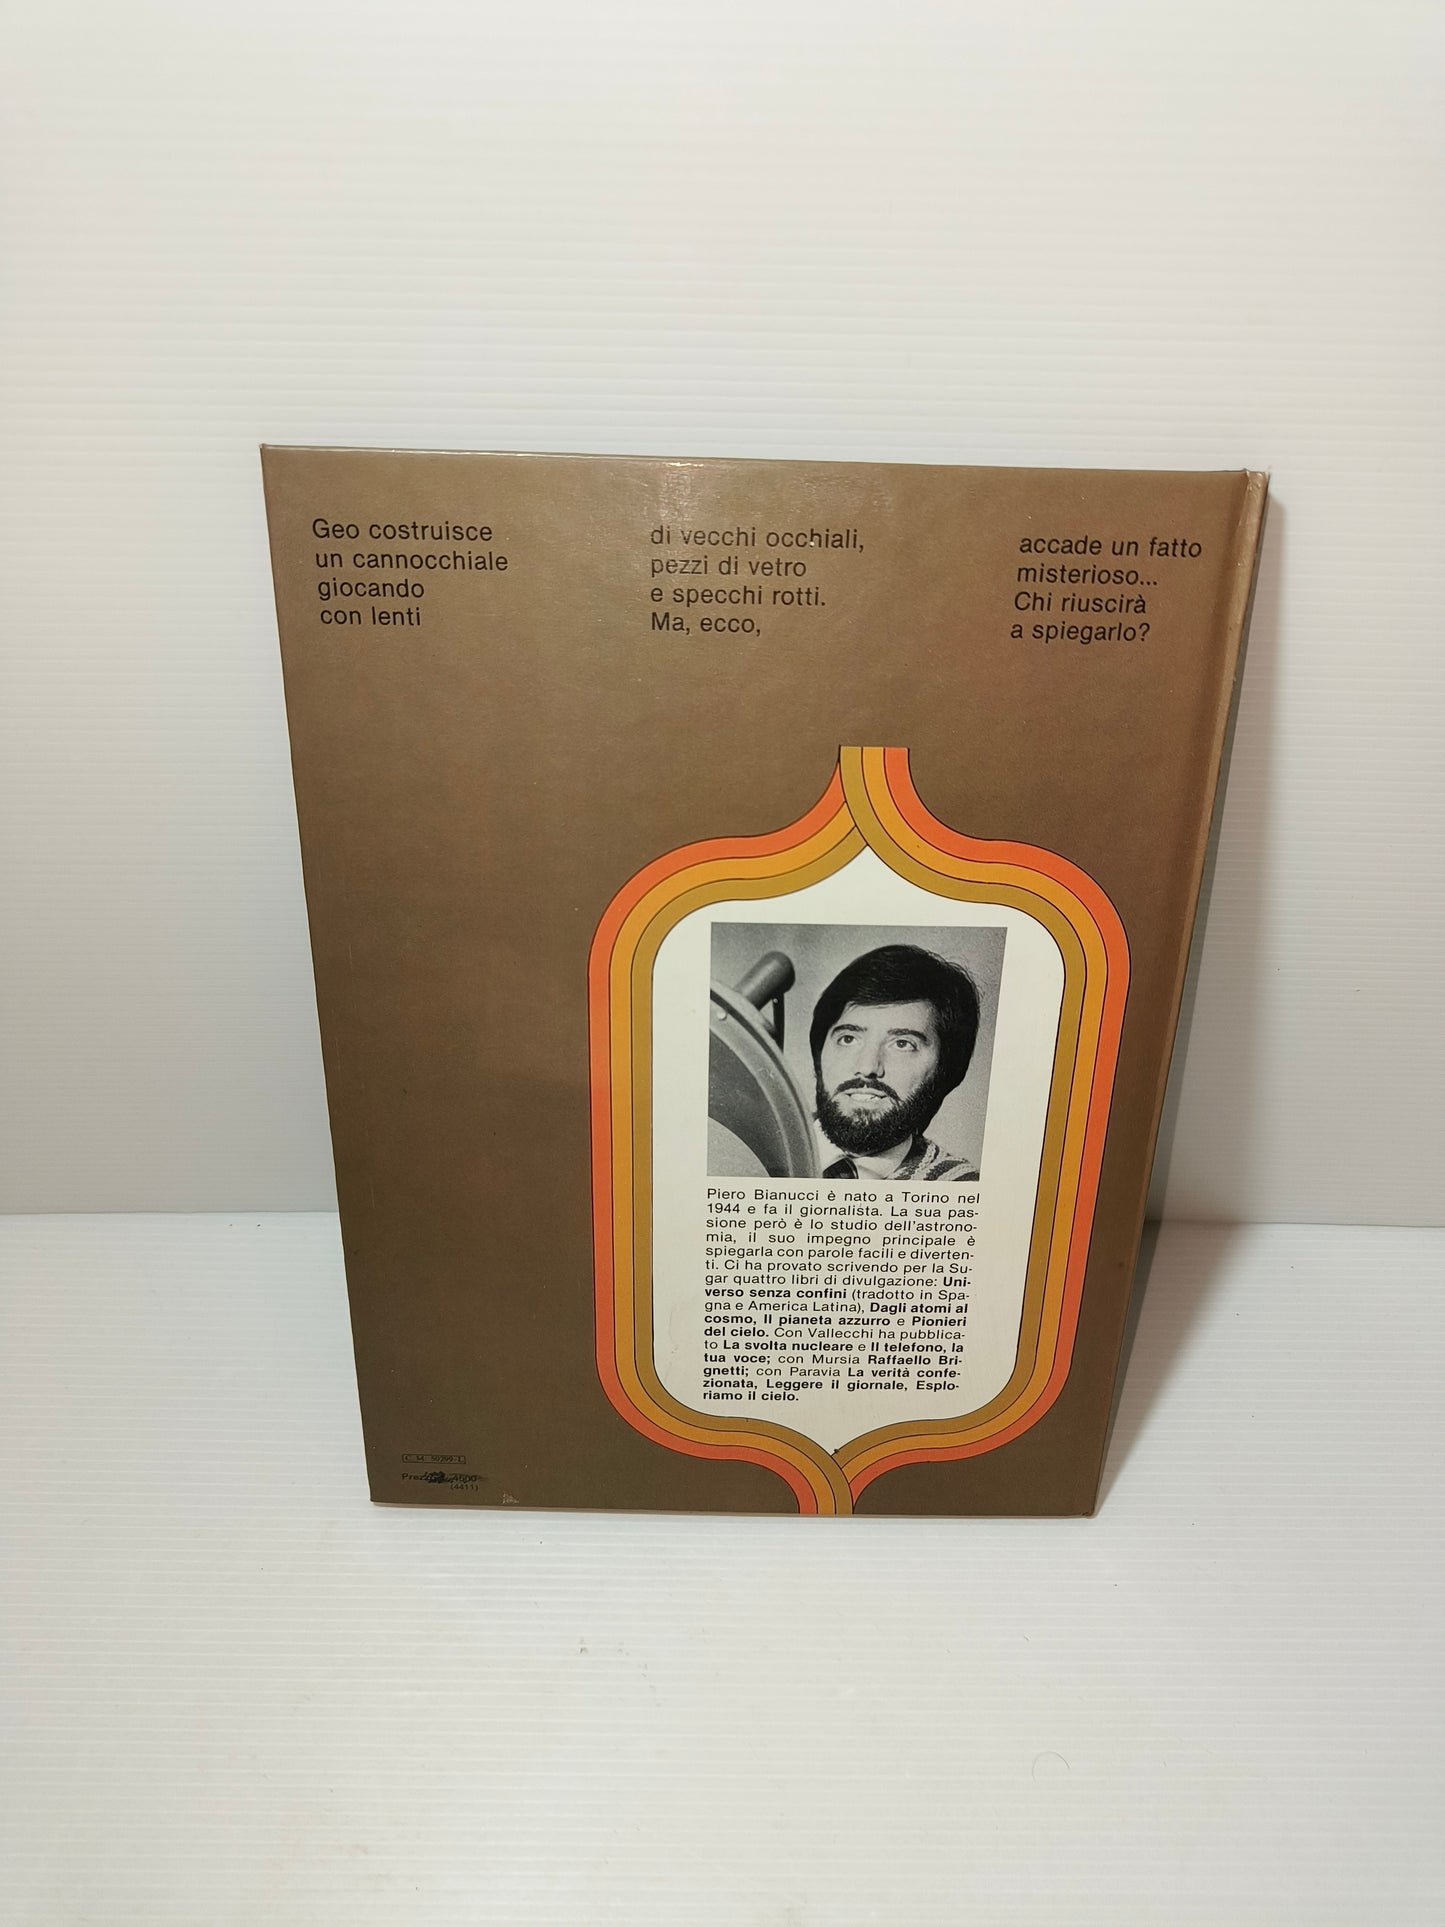 Geo costruisce
un cannocchiale
giocando
con lenti
di vecchi occhiali,
pezzi di vetro
e specchi rotti.
Ma, ecco,
accade un fatto
misterioso...
Chi riuscirà
a spiegarlo?
Piero Bianucci è nato a Torino nel
1944 e fa il giornalista. La sua pas-
sione però è lo studio dell'astrono-
mia, il suo impegno principale è
spiegarla con parole facili e diverten-
ti. Ci ha provato scrivendo per la Su-
gar quattro libri di divulgazione: Uni-
verso senza confini (tradotto in Spa-
gna e America Latina), Dagli atomi al
cosmo, Il pianeta azzurro e Pionieri
del cielo. Con Vallecchi ha pubblica-
to La svolta nucleare e Il telefono, la
tua voce; con Mursia Raffaello Bri-
gnetti; con Paravia La verità confe-
zionata, Leggere il giornale, Esplo-
riamo il cielo.
C. M. 50299-L
4500
(4411)